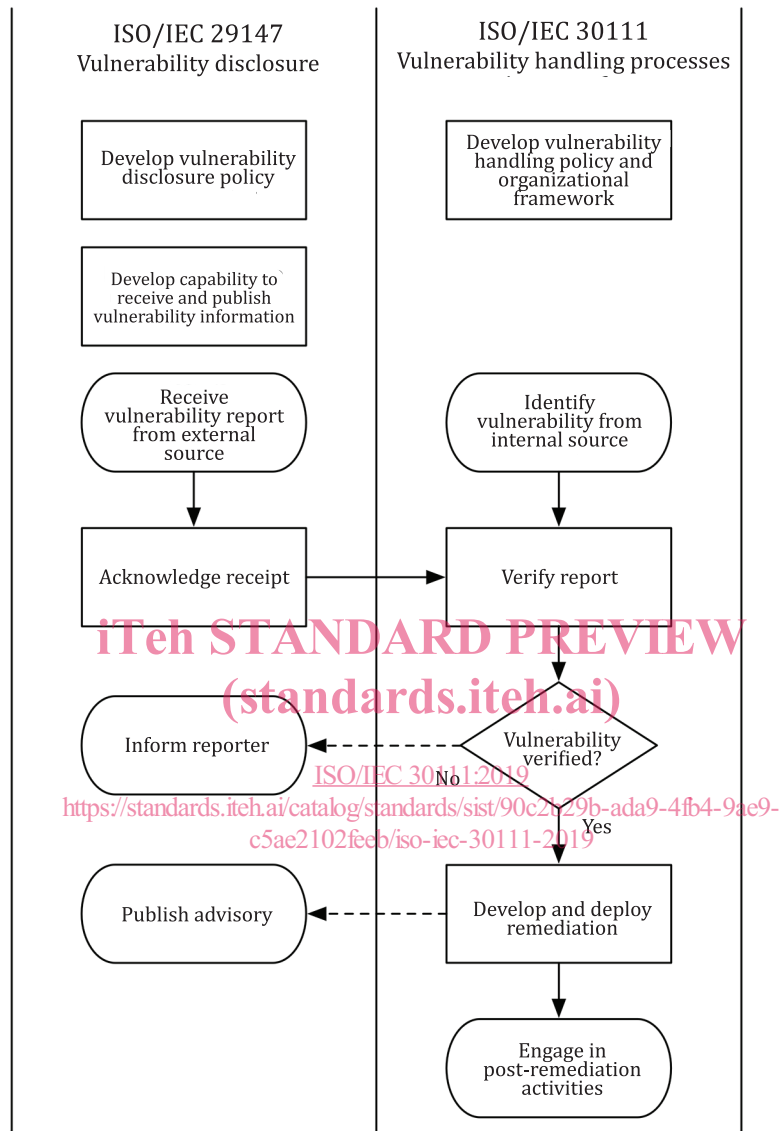 ISO/IEC 29147
Vulnerability disclosure
ISO/IEC 30111
Vulnerability handling processes
Develop vulnerability
disclosure policy
Develop vulnerability
handling policy and
organizational
framework
Develop capability to
receive and publish
vulnerability information
Receive
vulnerability report
from external
source
Identify
vulnerability from
internal source
Acknowledge receipt
Verify report
iTeh STANDARD PREVIEW
(standards.iteh.ai)
Inform reporter
Vulnerability
verified?
No
ISO/IEC 30111:2019
https://standards.iteh.ai/catalog/standards/sist/90c2b29b-ada9-4fb4-9ae9-
c5ae2102feeb/iso-iec-30111-2019
Yes
Publish advisory
Develop and deploy
remediation
Engage in
post-remediation
activities